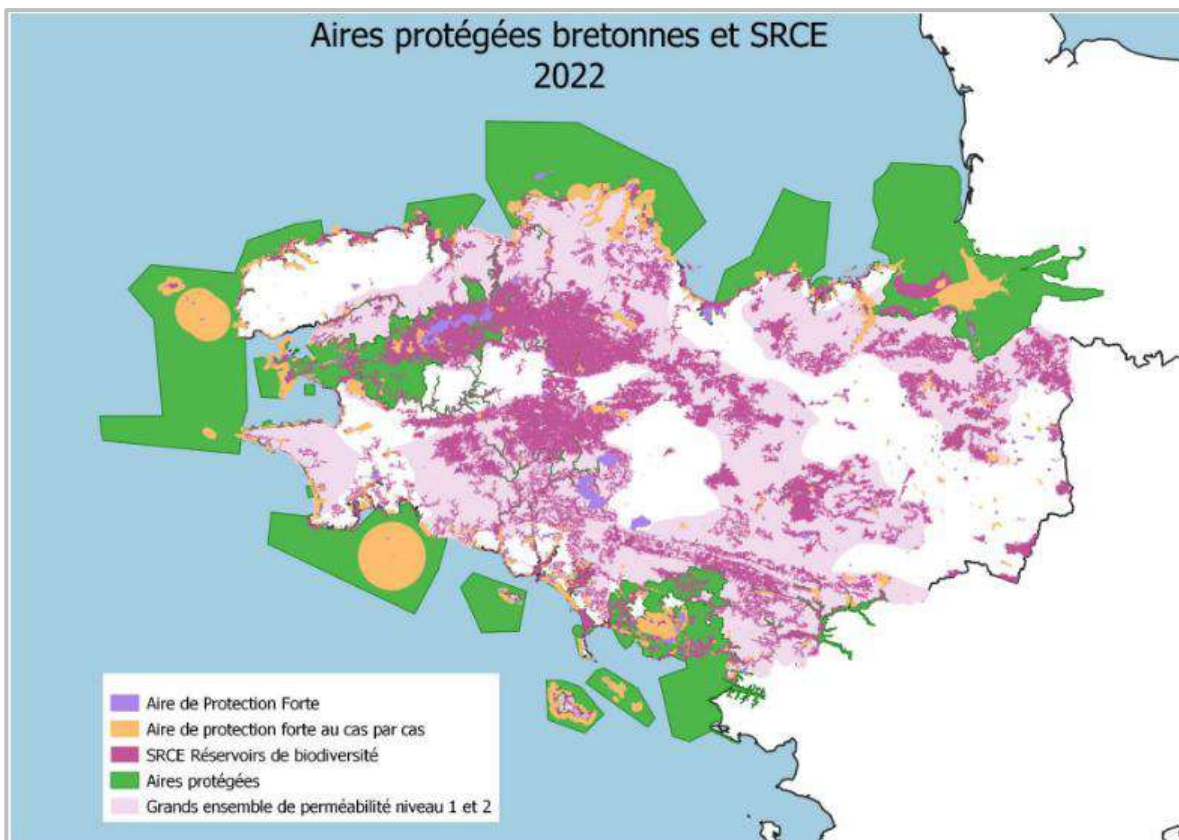 Aires protégées bretonnes et SRCE
2022
Aire de Protection Forte
Aire de protection forte au cas par cas
SRCE Réservoirs de biodiversité
Aires protégées
Grands ensemble de perméabilité niveau 1 et 2